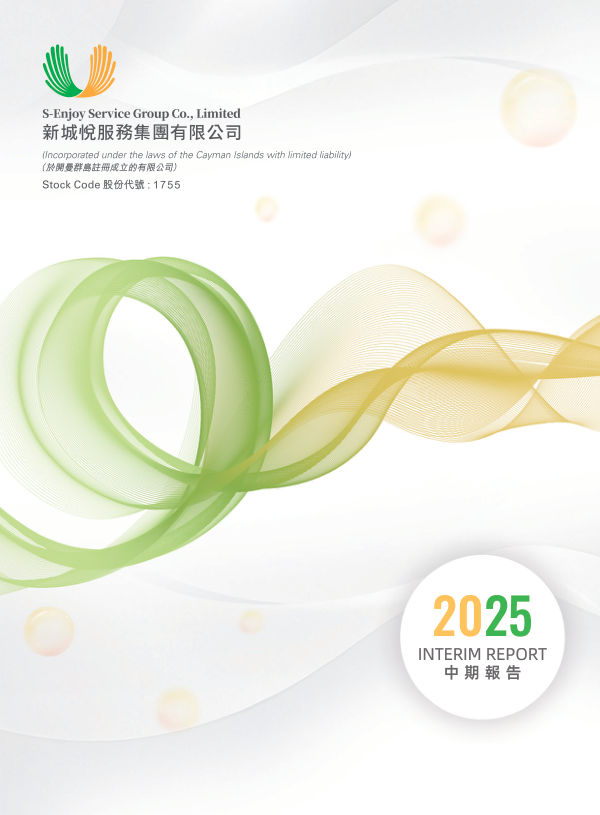 S-Enjoy Service Group Co., Limited
新城悅服務集團有限公司
(Incorporated under the laws of the Cayman Islands with limited liability)
(於開曼群島註冊成立的有限公司)
Stock Code 股份代號 : 1755
2025
INTERIM REPORT
中期報告